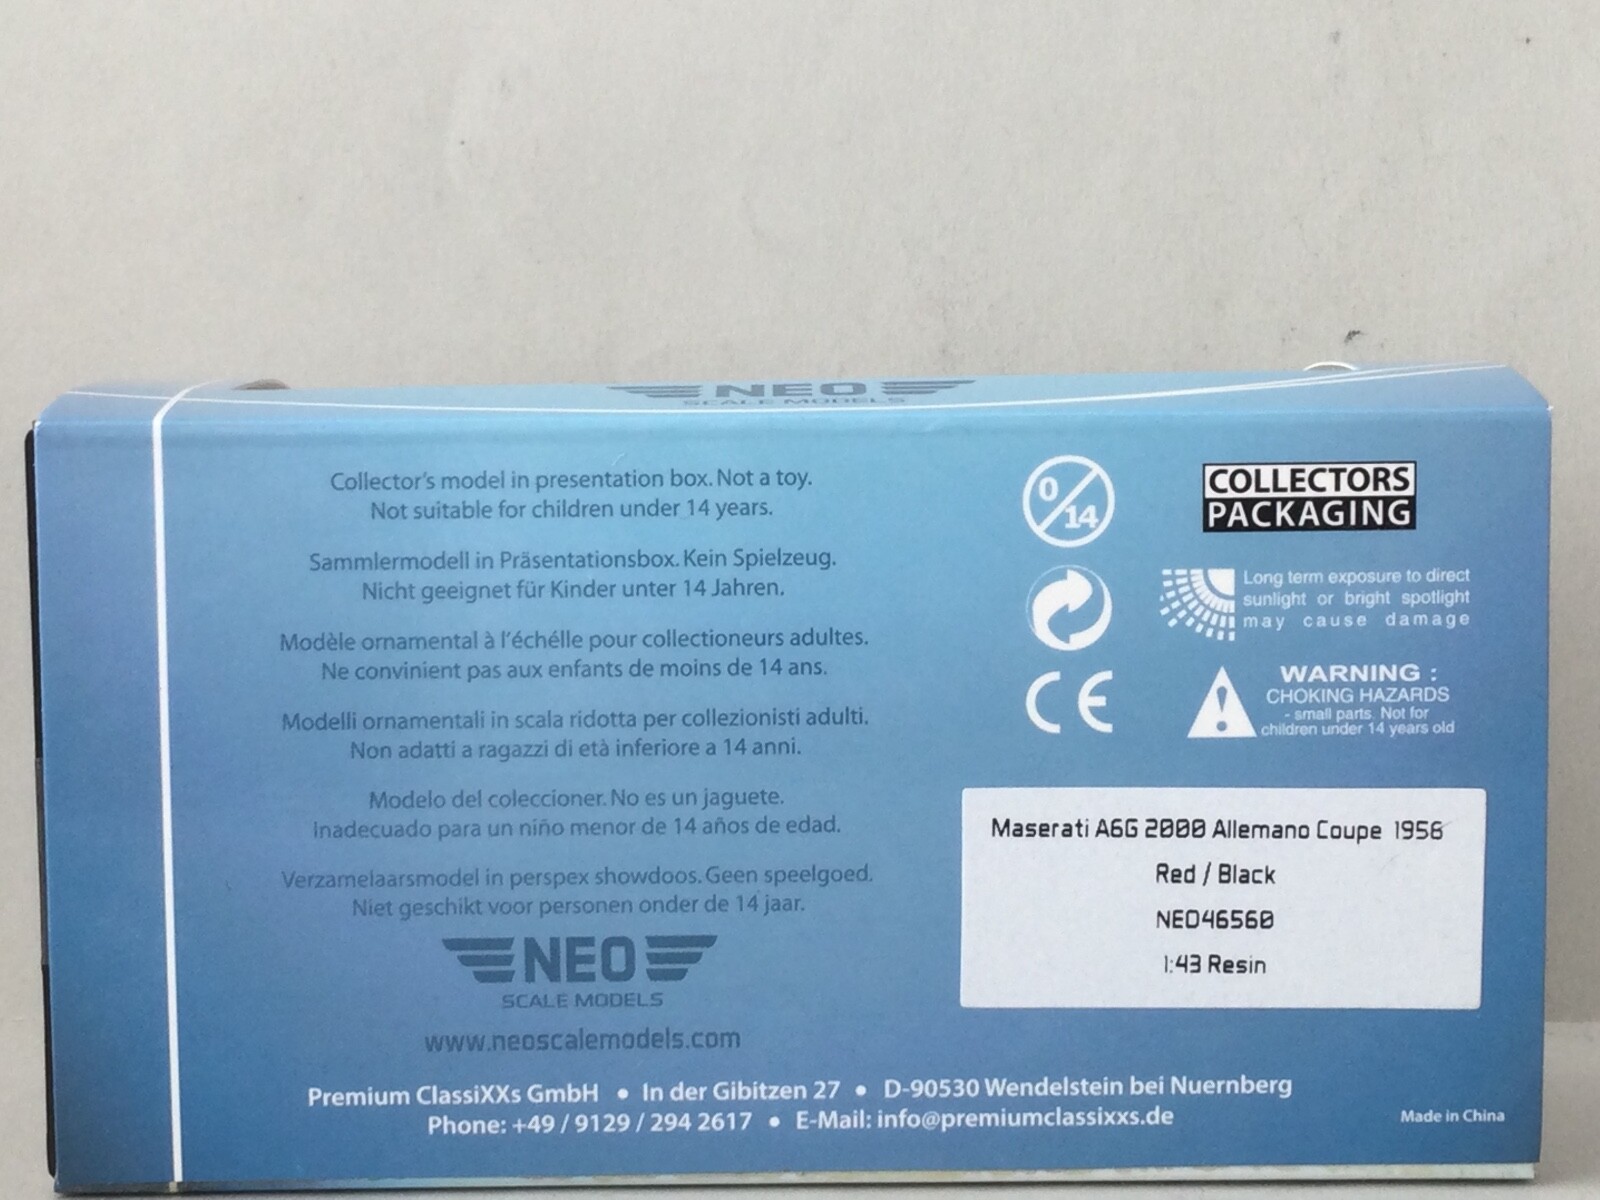 NEO
SCALE MODELS
Collector's model in presentation box. Not a toy.
Not suitable for children under 14 years.
Sammlermodell in Präsentationsbox. Kein Spielzeug.
Nicht geeignet für Kinder unter 14 Jahren.
Modèle ornamental à l'échélle pour collectioneurs adultes.
Ne convinient pas aux enfants de moins de 14 ans.
Modelli ornamentali in scala ridotta per collezionisti adulti.
Non adatti a ragazzi di età inferiore a 14 anni.
Modelo del coleccioner. No es un jaguete.
Inadecuado para un niño menor de 14 años de edad.
Verzamelaarsmodel in perspex showdoos. Geen speelgoed.
Niet geschikt voor personen onder de 14 jaar.
NEO
SCALE MODELS
www.neoscalemodels.com
0
14
COLLECTORS
PACKAGING
Long term exposure to direct
sunlight or bright spotlight
may cause damage
CE
WARNING :
CHOKING HAZARDS
- small parts. Not for
children under 14 years old
Maserati A6G 2000 Allemano Coupe 1956
Red / Black
NEO46560
1:43 Resin
Premium ClassiXXs GmbH • In der Gibitzen 27 • D-90530 Wendelstein bei Nuernberg
Phone: +49 / 9129 / 294 2617 • E-Mail: info@premiumclassixxs.de
Made in China